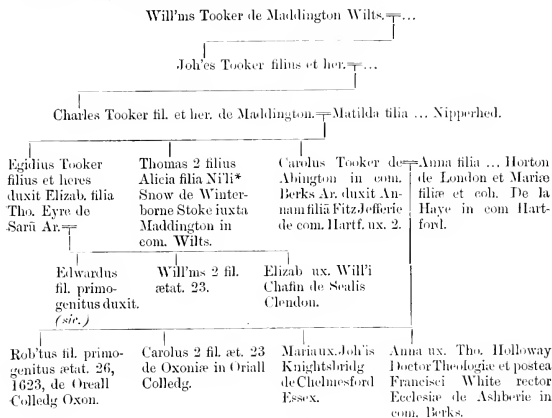 Will'ms Tooker de Maddington Wilts. ...
Joh'es Tooker filius et her. ...
Charles Tooker fil. et her. de Maddington. Matilda filia ... Nipperhed.
Egidius Tooker
filius et heres
duxit Elizab. filia
Tho. Eyre de
Sarũ Ar.
Thomas 2 filius
Alicia filia Ni'li*
Snow de Winter-
borne Stoke iuxta
Maddington in
com. Wilts.
Carolus Tooker de
Abington in com.
Berks Ar. duxit An-
nam filiã FitzJefferie
de com. Hartf. ux. 2.
Anna filia ... Horton
de London et Mariæ
filiæ et coh. De la
Haye in com Hart-
ford.
Edwardus
fil. primo-
genitus duxit.
(sic.)
Will'ms 2 fil.
ætat. 23.
Elizab ux. Will'i
Chafin de Sealis
Clendon.
Rob'tus fil. primo-
genitus ætat. 26,
1623, de Oreall
Colledg Oxon.
Carolus 2 fil. æt. 23
de Oxoniæ in Oriall
Colledg.
Maria ux. Joh'is
Knightsbridg
de Chelmesford
Essex.
Anna ux. Tho. Holloway
Doctor Theologiæ et postea
Francisci White rector
Ecclesiæ de Ashberie in
com. Berks.